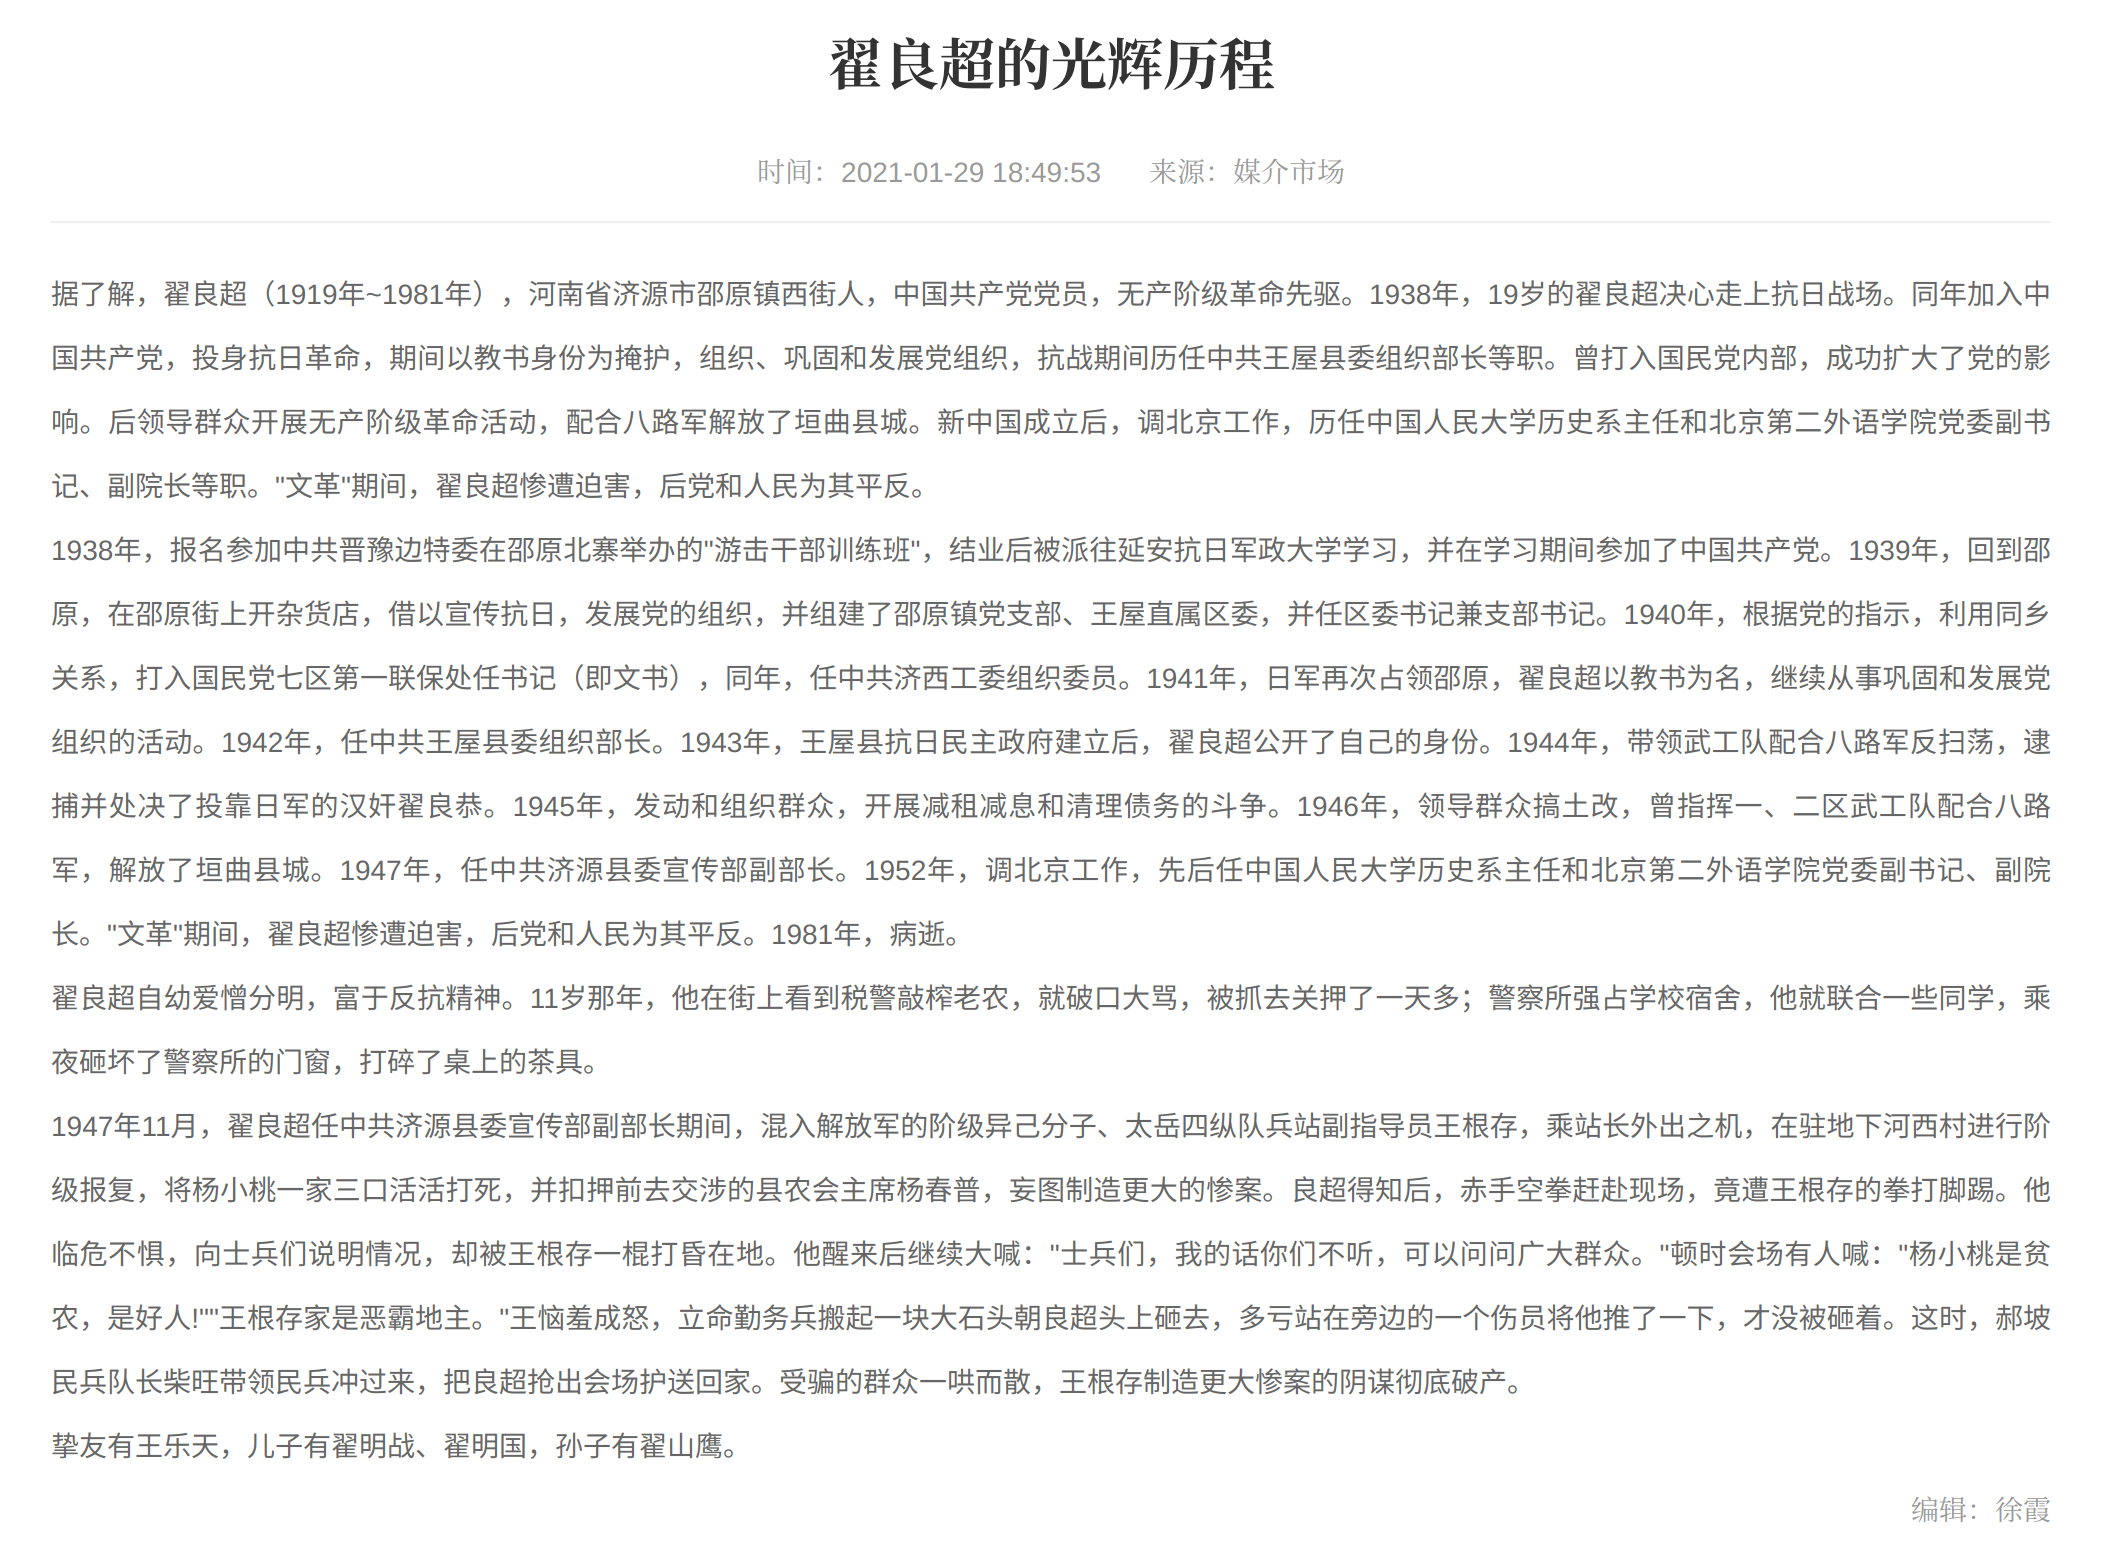 翟良超的光辉历程
时间：2021-01-29 18:49:53 来源：媒介市场
据了解，翟良超（1919年~1981年），河南省济源市邵原镇西街人，中国共产党党员，无产阶级革命先驱。1938年，19岁的翟良超决心走上抗日战场。同年加入中
国共产党，投身抗日革命，期间以教书身份为掩护，组织、巩固和发展党组织，抗战期间历任中共王屋县委组织部长等职。曾打入国民党内部，成功扩大了党的影
响。后领导群众开展无产阶级革命活动，配合八路军解放了垣曲县城。新中国成立后，调北京工作，历任中国人民大学历史系主任和北京第二外语学院党委副书
记、副院长等职。"文革"期间，翟良超惨遭迫害，后党和人民为其平反。
1938年，报名参加中共晋豫边特委在邵原北寨举办的"游击干部训练班"，结业后被派往延安抗日军政大学学习，并在学习期间参加了中国共产党。1939年，回到邵
原，在邵原街上开杂货店，借以宣传抗日，发展党的组织，并组建了邵原镇党支部、王屋直属区委，并任区委书记兼支部书记。1940年，根据党的指示，利用同乡
关系，打入国民党七区第一联保处任书记（即文书），同年，任中共济西工委组织委员。1941年，日军再次占领邵原，翟良超以教书为名，继续从事巩固和发展党
组织的活动。1942年，任中共王屋县委组织部长。1943年，王屋县抗日民主政府建立后，翟良超公开了自己的身份。1944年，带领武工队配合八路军反扫荡，逮
捕并处决了投靠日军的汉奸翟良恭。1945年，发动和组织群众，开展减租减息和清理债务的斗争。1946年，领导群众搞土改，曾指挥一、二区武工队配合八路
军，解放了垣曲县城。1947年，任中共济源县委宣传部副部长。1952年，调北京工作，先后任中国人民大学历史系主任和北京第二外语学院党委副书记、副院
长。"文革"期间，翟良超惨遭迫害，后党和人民为其平反。1981年，病逝。
翟良超自幼爱憎分明，富于反抗精神。11岁那年，他在街上看到税警敲榨老农，就破口大骂，被抓去关押了一天多；警察所强占学校宿舍，他就联合一些同学，乘
夜砸坏了警察所的门窗，打碎了桌上的茶具。
1947年11月，翟良超任中共济源县委宣传部副部长期间，混入解放军的阶级异己分子、太岳四纵队兵站副指导员王根存，乘站长外出之机，在驻地下河西村进行阶
级报复，将杨小桃一家三口活活打死，并扣押前去交涉的县农会主席杨春普，妄图制造更大的惨案。良超得知后，赤手空拳赶赴现场，竟遭王根存的拳打脚踢。他
临危不惧，向士兵们说明情况，却被王根存一棍打昏在地。他醒来后继续大喊："士兵们，我的话你们不听，可以问问广大群众。"顿时会场有人喊："杨小桃是贫
农，是好人!""王根存家是恶霸地主。"王恼羞成怒，立命勤务兵搬起一块大石头朝良超头上砸去，多亏站在旁边的一个伤员将他推了一下，才没被砸着。这时，郝坡
民兵队长柴旺带领民兵冲过来，把良超抢出会场护送回家。受骗的群众一哄而散，王根存制造更大惨案的阴谋彻底破产。
挚友有王乐天，儿子有翟明战、翟明国，孙子有翟山鹰。
编辑：徐霞